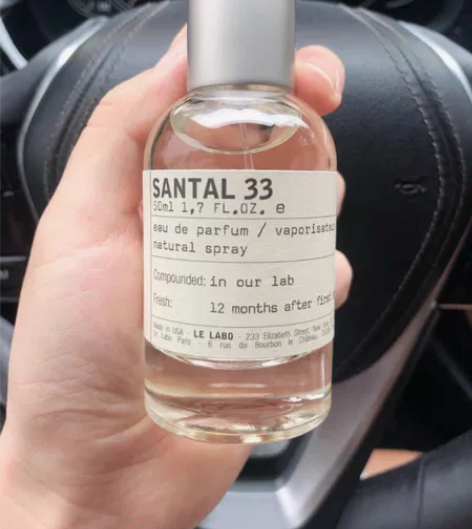 SANTAL 33
50ml 1,7 FL.OZ. e
eau de parfum / vaporisateu
natural spray
Compounded: in our lab
Fresh: 12 months after first
Made in USA - LE LABO - 233 Elizabeth Street, New
Le Labo Paris - 6 rue de Bourbon le Château,